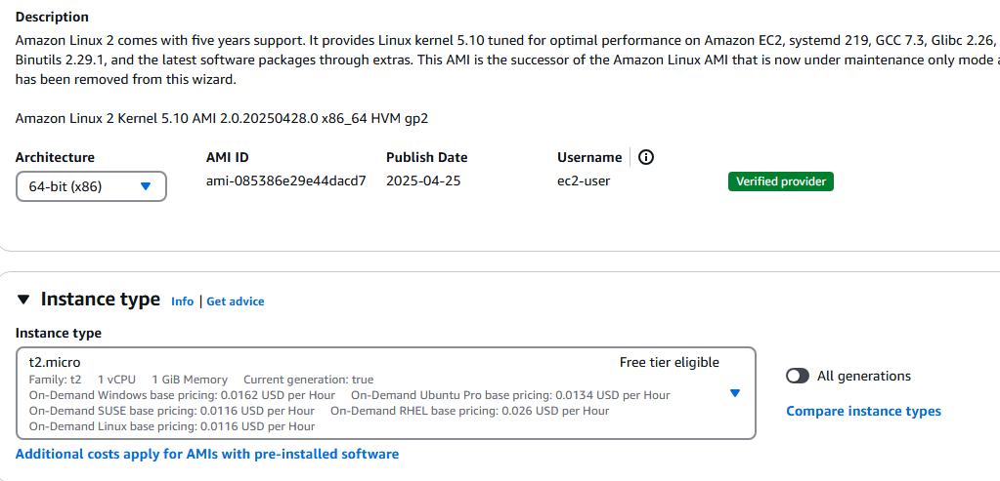 Description
Amazon Linux 2 comes with five years support. It provides Linux kernel 5.10 tuned for optimal performance on Amazon EC2, systemd 219, GCC 7.3, Glibc 2.26,
Binutils 2.29.1, and the latest software packages through extras. This AMI is the successor of the Amazon Linux AMI that is now under maintenance only mode
has been removed from this wizard.
Amazon Linux 2 Kernel 5.10 AMI 2.0.20250428.0 x86_64 HVM gp2
Architecture AMI ID Publish Date Username
64-bit (x86) ami-085386e29e44dacd7 2025-04-25 ec2-user Verified provider
Instance type Info | Get advice
Instance type
t2.micro Free tier eligible
Family: t2 1 vCPU 1 GiB Memory Current generation: true
On-Demand Windows base pricing: 0.0162 USD per Hour On-Demand Ubuntu Pro base pricing: 0.0134 USD per Hour
On-Demand SUSE base pricing: 0.0116 USD per Hour On-Demand RHEL base pricing: 0.026 USD per Hour
On-Demand Linux base pricing: 0.0116 USD per Hour
All generations
Compare instance types
Additional costs apply for AMIs with pre-installed software